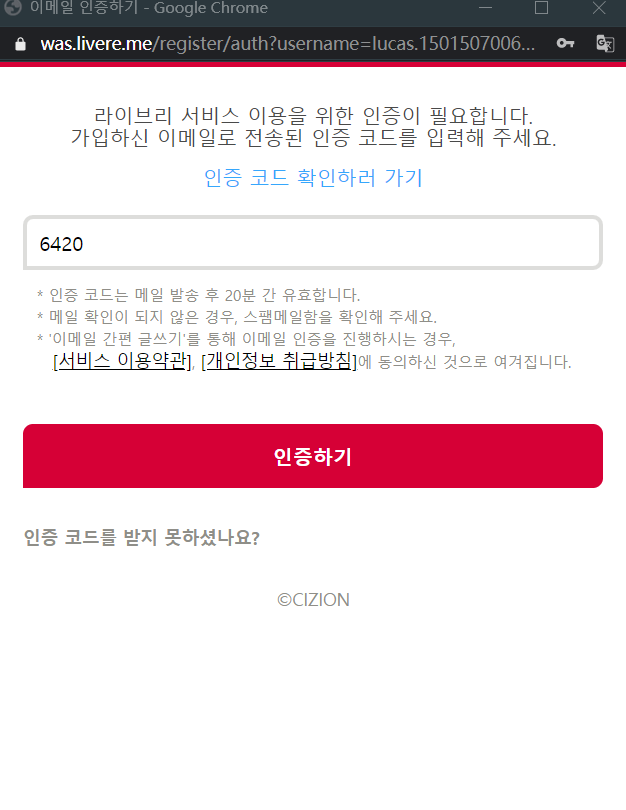 이메일 인증하기 - Google Chrome
was.livere.me/register/auth?username=lucas.1501507006...
라이브리 서비스 이용을 위한 인증이 필요합니다.
가입하신 이메일로 전송된 인증 코드를 입력해 주세요.
인증 코드 확인하러 가기
6420
* 인증 코드는 메일 발송 후 20분 간 유효합니다.
* 메일 확인이 되지 않은 경우, 스팸메일함을 확인해 주세요.
* '이메일 간편 글쓰기'를 통해 이메일 인증을 진행하시는 경우,
[서비스 이용약관], [개인정보 취급방침]에 동의하신 것으로 여겨집니다.
인증하기
인증 코드를 받지 못하셨나요?
©CIZION